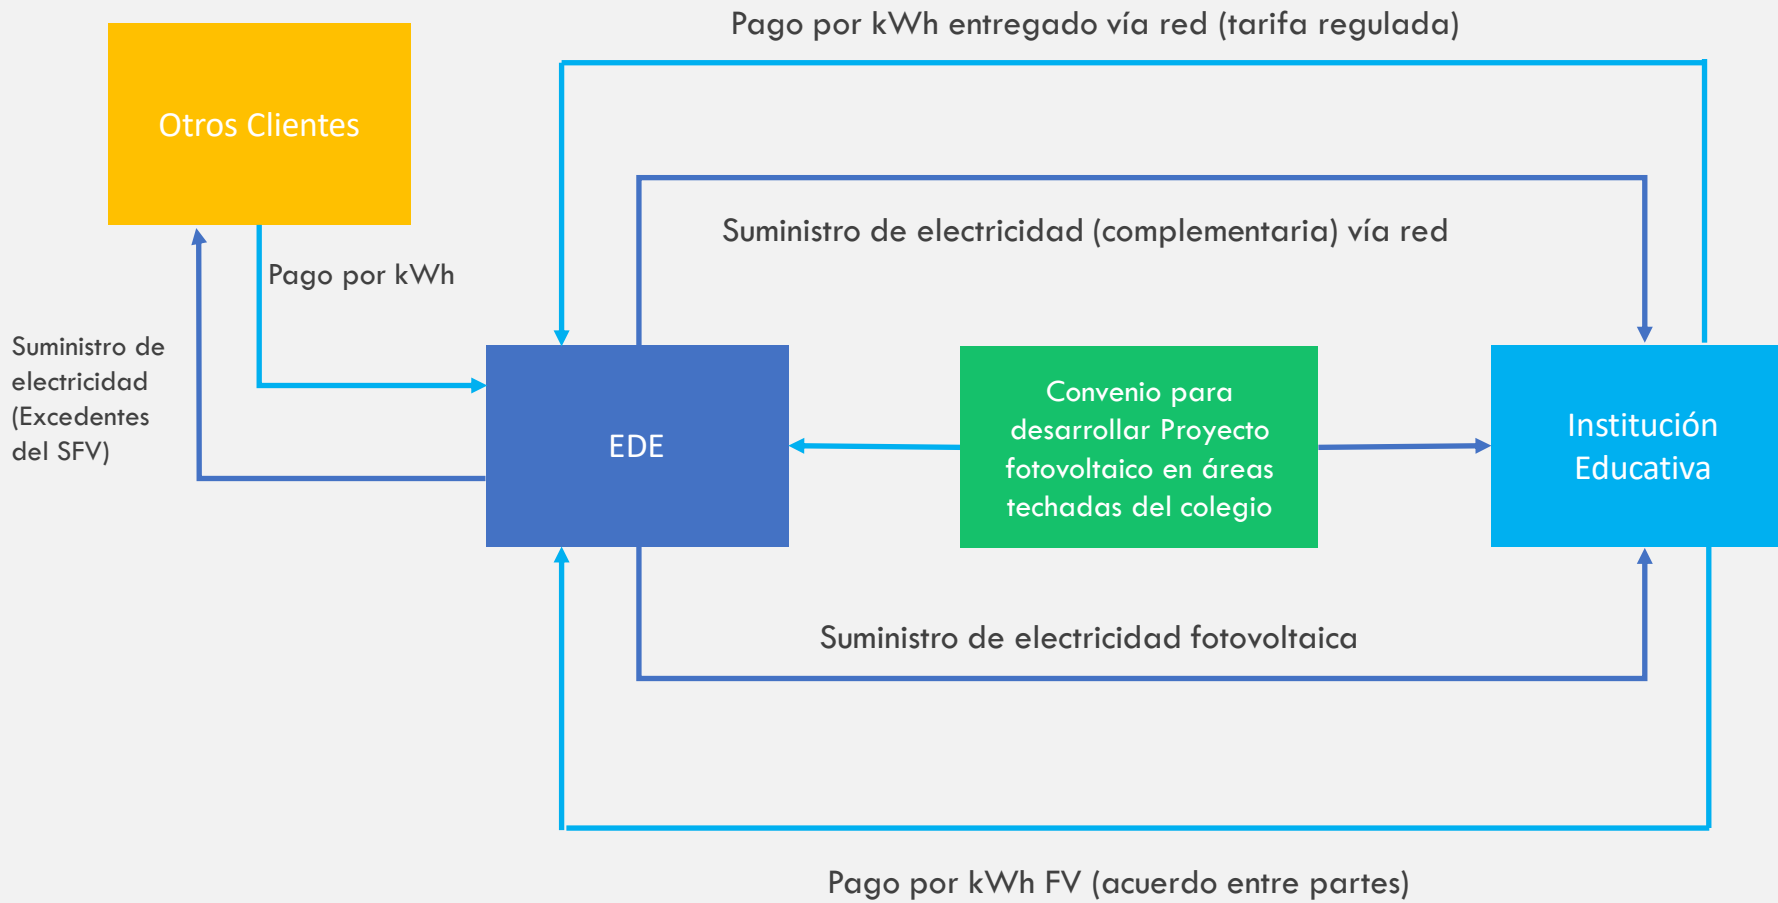 Pago por kWh entregado vía red (tarifa regulada)
Otros Clientes
Suministro de electricidad (complementaria) vía red
Pago por kWh
Suministro de
electricidad
(Excedentes
del SFV)
EDE
Convenio para
desarrollar Proyecto
fotovoltaico en áreas
techadas del colegio
Institución
Educativa
Suministro de electricidad fotovoltaica
Pago por kWh FV (acuerdo entre partes)